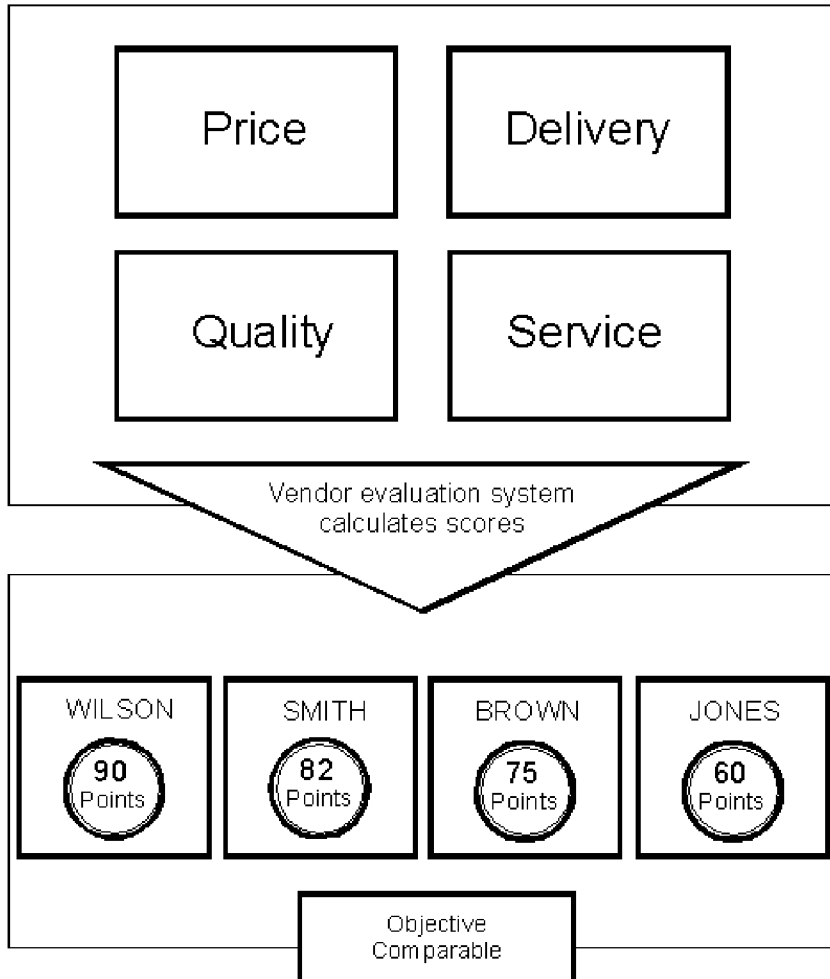 Price
Delivery
Quality
Service
Vendor evaluation system
calculates scores
WILSON
90
Points
SMITH
82
Points
BROWN
75
Points
JONES
60
Points
Objective
Comparable